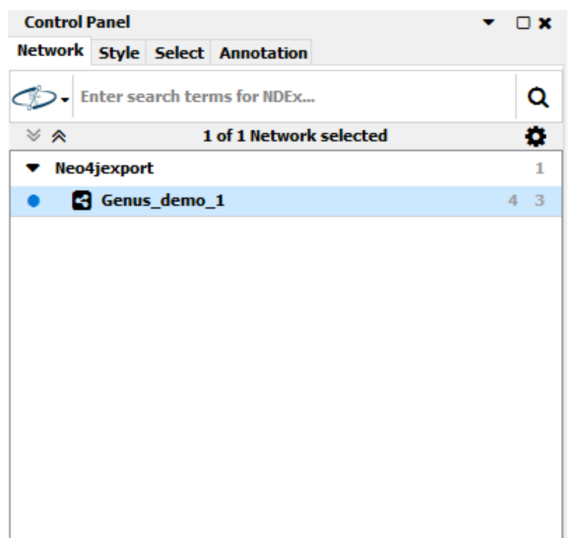 Control Panel
Network Style Select Annotation
Enter search terms for NDEx...
1 of 1 Network selected
Neo4jexport 1
Genus_demo_1 4 3